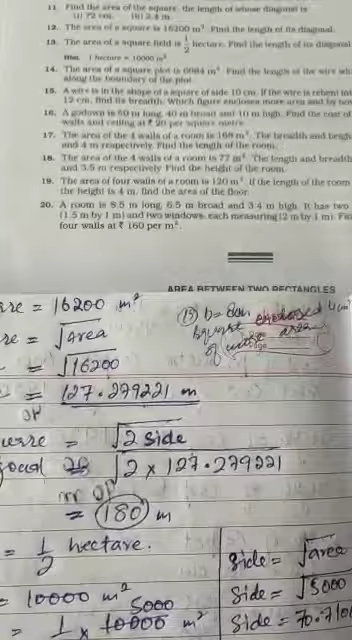 11. Find the area of the square, the length of whose diagonal is
(i) 72 cm (ii) 2.4 m
12. The area of a square is 16200 m². Find the length of its diagonal.
13. The area of a square field is 1/2 hectare. Find the length of its diagonal
Hint. 1 hectare = 10000 m²
14. The area of a square plot is 6084 m². Find the length of the wire wh
along the boundary of the plot.
15. A wire is in the shape of a square of side 10 cm. If the wire is rebent int
12 cm, find its breadth. Which figure encloses more area and by how
16. A godown is 50 m long, 40 m broad and 10 m high. Find the cost of
walls and ceiling at ₹ 20 per square metre.
17. The area of the 4 walls of a room is 168 m². The breadth and heigh
and 4 m respectively. Find the length of the room.
18. The area of the 4 walls of a room is 77 m². The length and breadth
and 3.5 m respectively. Find the height of the room.
19. The area of four walls of a room is 120 m². If the length of the room
the height is 4 m, find the area of the floor.
20. A room is 8.5 m long, 6.5 m broad and 3.4 m high. It has two
(1.5 m by 1 m) and two windows, each measuring (2 m by 1 m). Fin
four walls at ₹ 160 per m².
AREA BETWEEN TWO RECTANGLES
are = 16200 m²
re = √Area
= √16200
= 127.279221 m
(15) b = 8cm
enclosed 4cm²
area
of
= √2 side
= √2 × 127.279221
= 180 m
= 1/2 hectare.
= 10000 m²
5000
= 1/2 × 10000 m²
Side = √area
Side = √5000
Side = 70.710